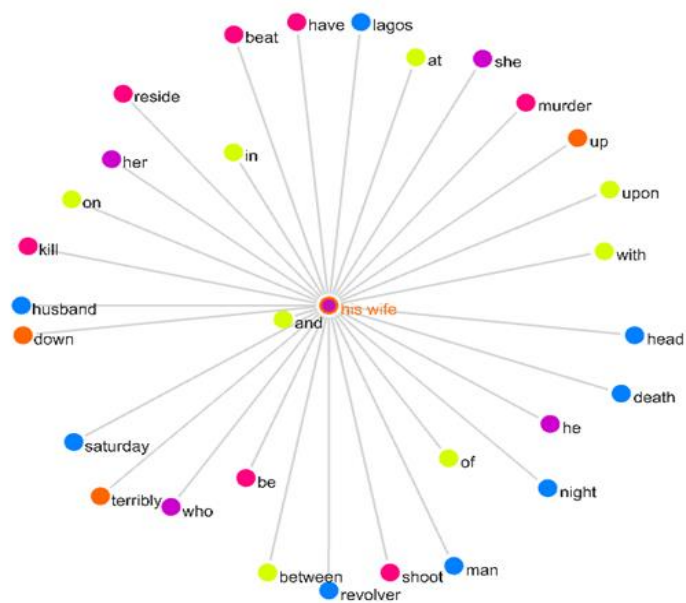 have
lagos
beat
at
she
reside
murder
up
in
her
upon
on
kill
with
husband
his wife
and
down
head
death
he
saturday
of
be
night
terribly
who
man
between
shoot
revolver